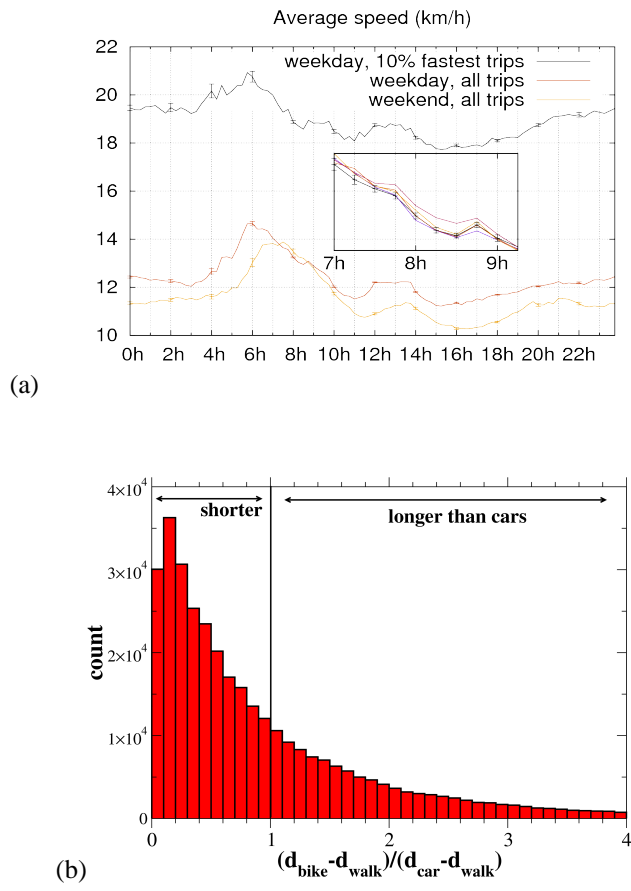 Average speed (km/h)
22
20
18
16
14
12
10
weekday, 10% fastest trips
weekday, all trips
weekend, all trips
7h 8h 9h
0h 2h 4h 6h 8h 10h 12h 14h 16h 18h 20h 22h
(a)
4×10⁴
3×10⁴
2×10⁴
1×10⁴
0
count
shorter
longer than cars
0 1 2 3 4
(d_bike-d_walk)/(d_car-d_walk)
(b)